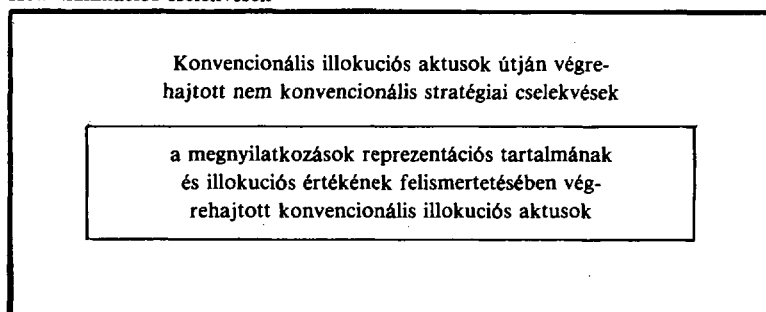 Konvencionális illokuciós aktusok útján végre-
hajtott nem konvencionális stratégiai cselekvések
a megnyilatkozások reprezentációs tartalmának
és illokuciós értékének felismertetésében vég-
rehajtott konvencionális illokuciós aktusok